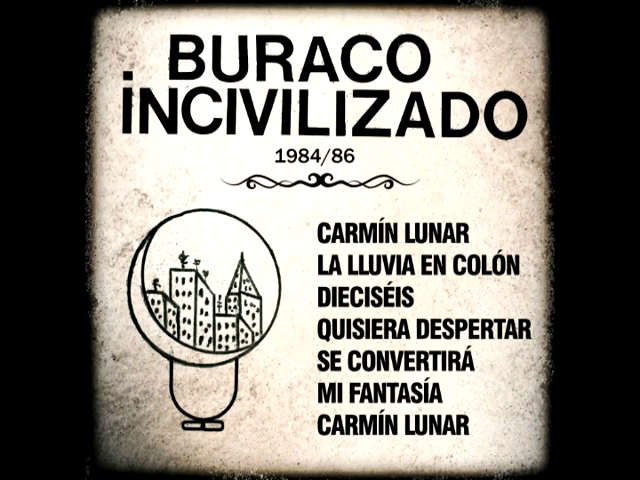 BURACO
iNCIVILIZADO
1984/86
CARMÍN LUNAR
LA LLUVIA EN COLÓN
DIECISÉIS
QUISIERA DESPERTAR
SE CONVERTIRÁ
MI FANTASÍA
CARMÍN LUNAR